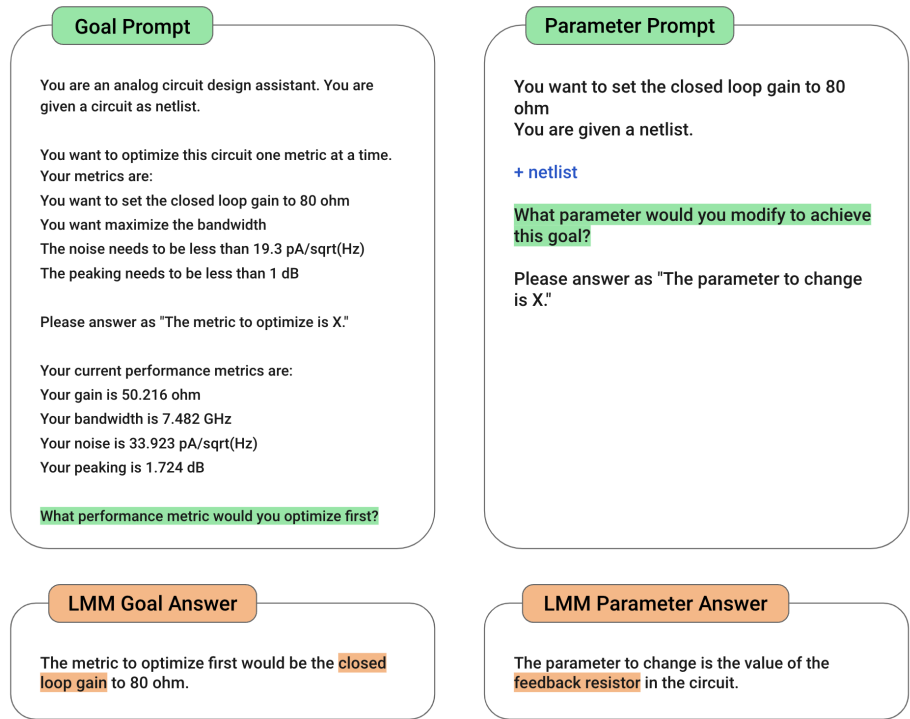 Goal Prompt
You are an analog circuit design assistant. You are
given a circuit as netlist.
You want to optimize this circuit one metric at a time.
Your metrics are:
You want to set the closed loop gain to 80 ohm
You want maximize the bandwidth
The noise needs to be less than 19.3 pA/sqrt(Hz)
The peaking needs to be less than 1 dB
Please answer as "The metric to optimize is X."
Your current performance metrics are:
Your gain is 50.216 ohm
Your bandwidth is 7.482 GHz
Your noise is 33.923 pA/sqrt(Hz)
Your peaking is 1.724 dB
What performance metric would you optimize first?
Parameter Prompt
You want to set the closed loop gain to 80
ohm
You are given a netlist.
+ netlist
What parameter would you modify to achieve
this goal?
Please answer as "The parameter to change
is X."
LMM Goal Answer
The metric to optimize first would be the closed
loop gain to 80 ohm.
LMM Parameter Answer
The parameter to change is the value of the
feedback resistor in the circuit.